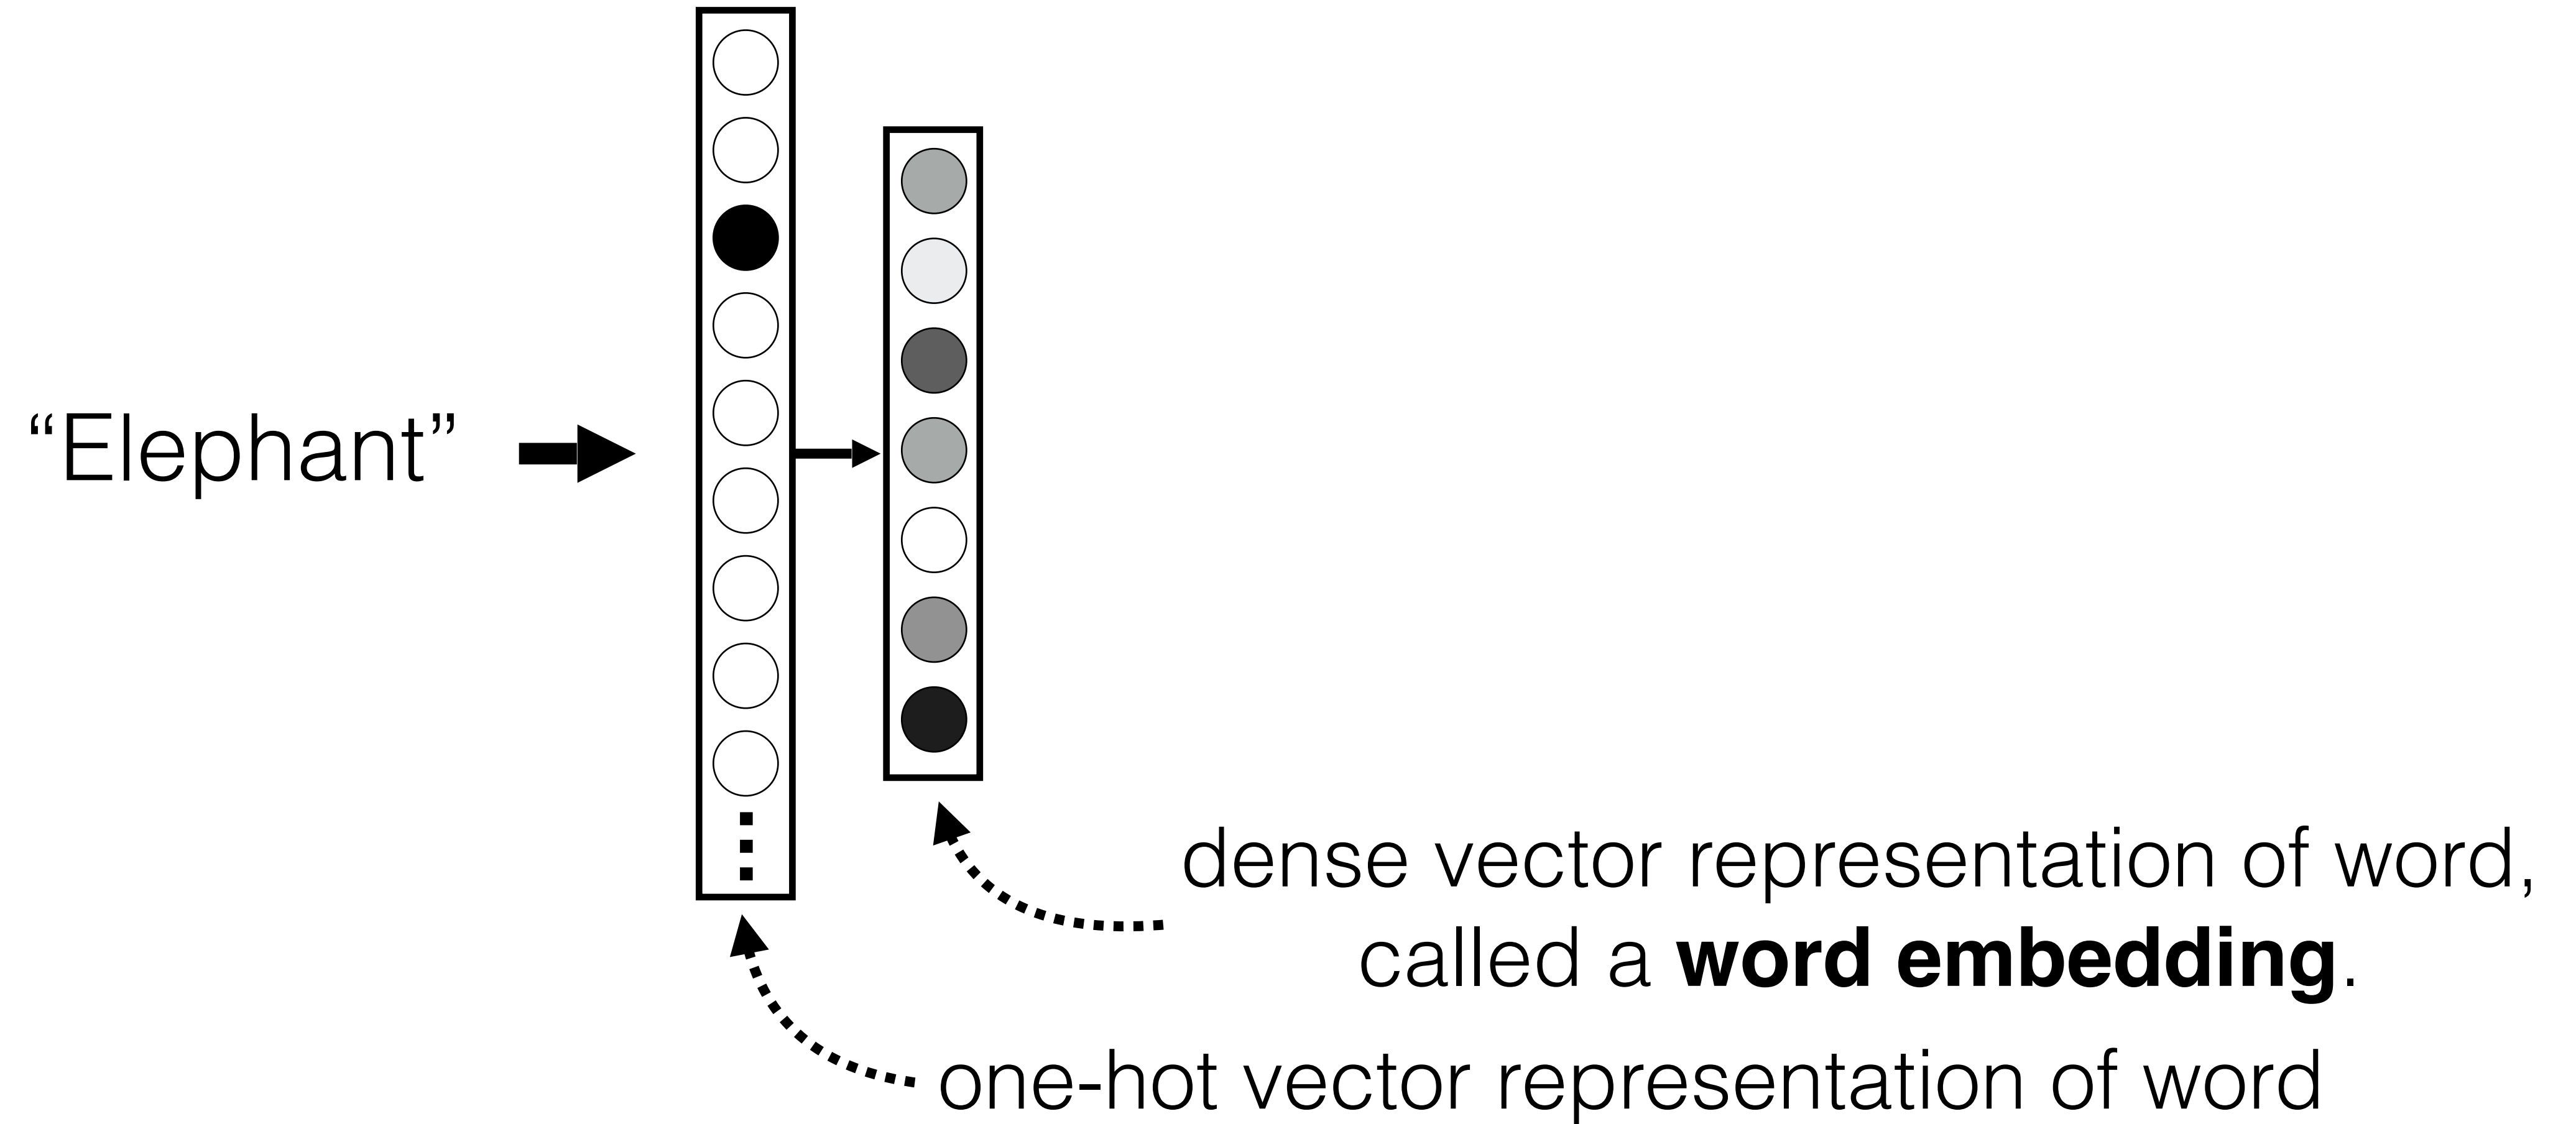 “Elephant”
dense vector representation of word,
called a word embedding.
one-hot vector representation of word